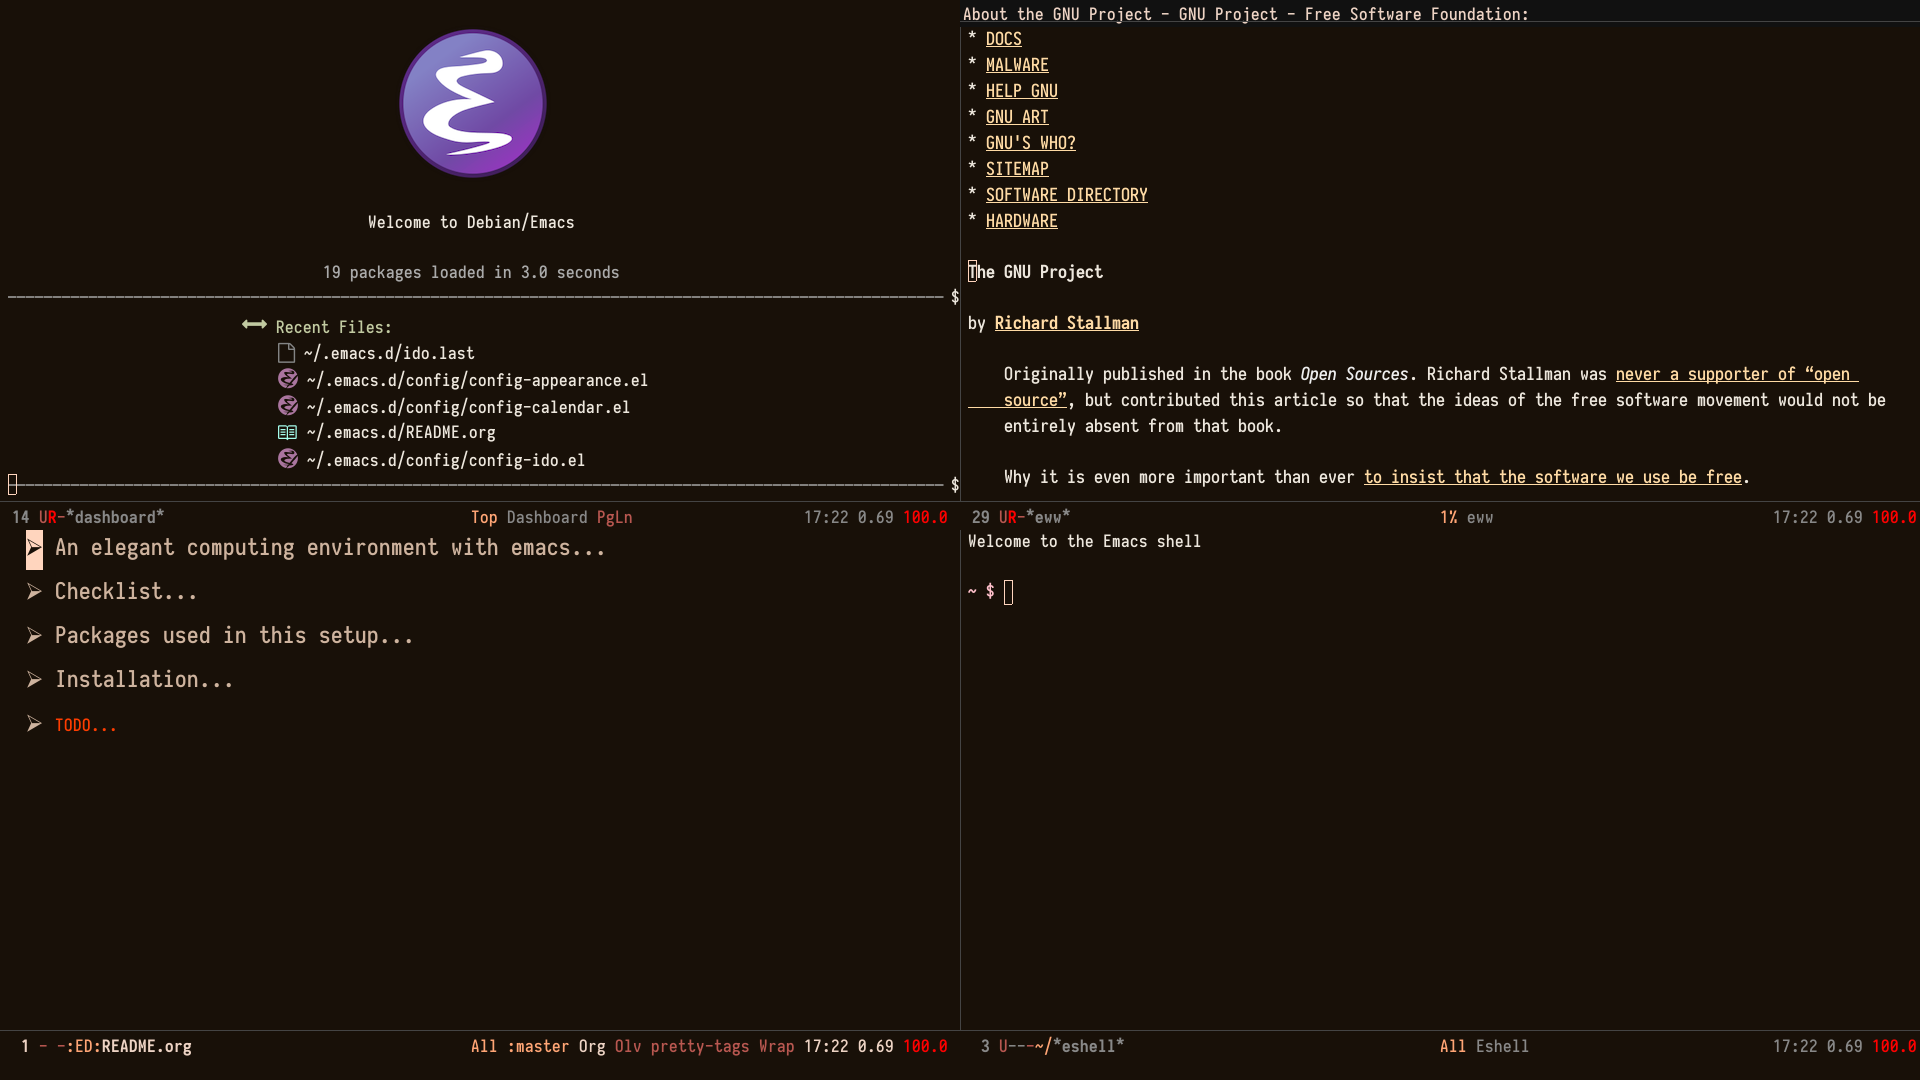 Welcome to Debian/Emacs
19 packages loaded in 3.0 seconds
$
Recent Files:
~/.emacs.d/ido.last
~/.emacs.d/config/config-appearance.el
~/.emacs.d/config/config-calendar.el
~/.emacs.d/README.org
~/.emacs.d/config/config-ido.el
$
14 UR-*dashboard* Top Dashboard PgLn 17:22 0.69 100.0
About the GNU Project - GNU Project - Free Software Foundation:
* DOCS
* MALWARE
* HELP GNU
* GNU ART
* GNU'S WHO?
* SITEMAP
* SOFTWARE DIRECTORY
* HARDWARE
The GNU Project
by Richard Stallman
Originally published in the book Open Sources. Richard Stallman was never a supporter of “open
source”, but contributed this article so that the ideas of the free software movement would not be
entirely absent from that book.
Why it is even more important than ever to insist that the software we use be free.
29 UR-*eww* 1% eww 17:22 0.69 100.0
➢ An elegant computing environment with emacs...
➢ Checklist...
➢ Packages used in this setup...
➢ Installation...
➢ TODO...
1 - -:ED:README.org All :master Org Olv pretty-tags Wrap 17:22 0.69 100.0
Welcome to the Emacs shell
~ $
3 U---~/*eshell* All Eshell 17:22 0.69 100.0